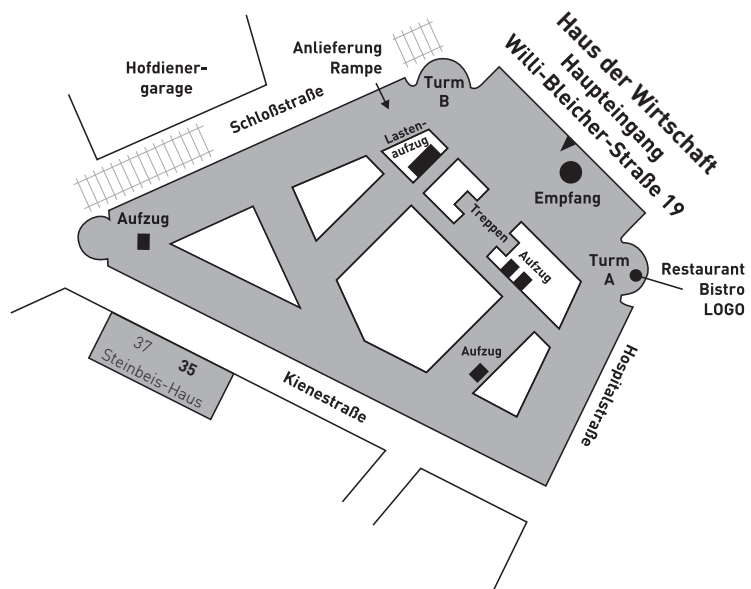 Anlieferung
Rampe
Hofdiener-
garage
Schloßstraße
Turm
B
Haus der Wirtschaft
Haupteingang
Willi-Bleicher-Straße 19
Lasten-
aufzug
Empfang
Aufzug
Treppen
Aufzug
Turm
A
Restaurant
Bistro
LOGO
Aufzug
37
35
Steinbeis-Haus
Kienestraße
Hospitalstraße